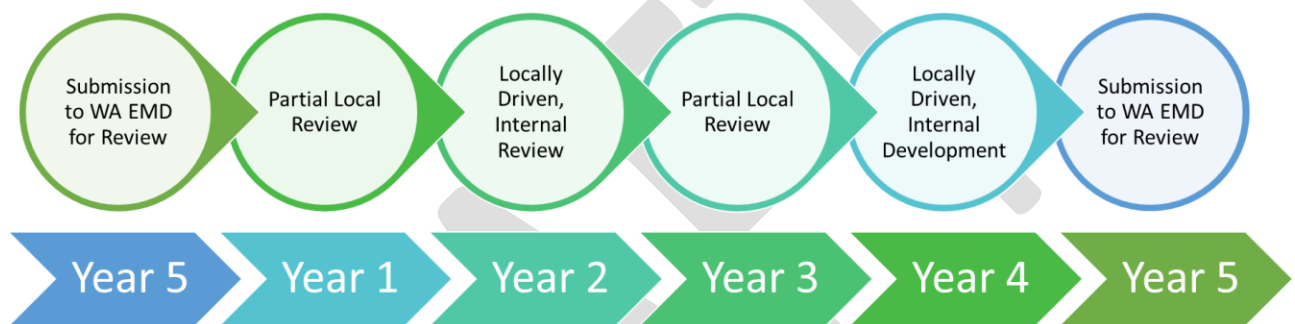 Submission
to WA EMD
for Review
Partial Local
Review
Locally
Driven,
Internal
Review
Partial Local
Review
Locally
Driven,
Internal
Development
Submission
to WA EMD
for Review
Year 5
Year 1
Year 2
Year 3
Year 4
Year 5